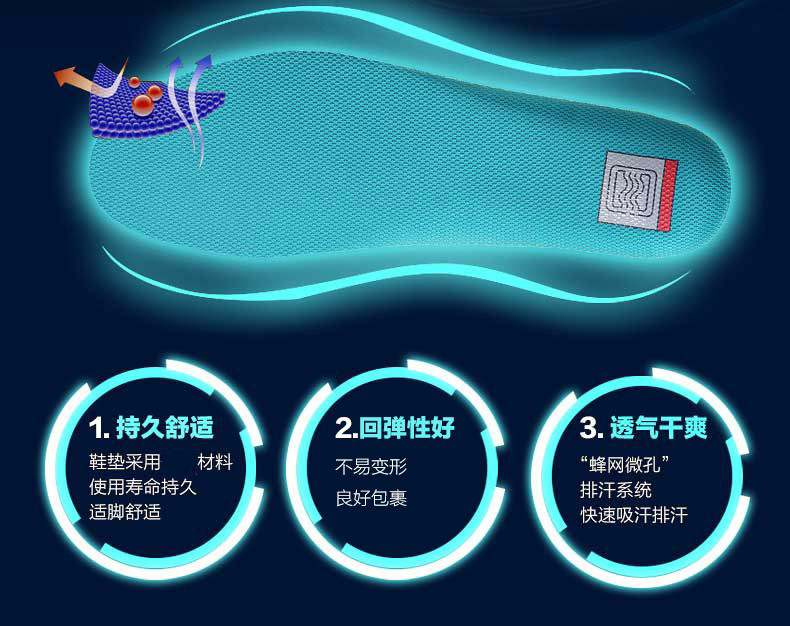 1. 持久舒适
鞋垫采用 材料
使用寿命持久
适脚舒适
2.回弹性好
不易变形
良好包裹
3. 透气干爽
“蜂网微孔”
排汗系统
快速吸汗排汗